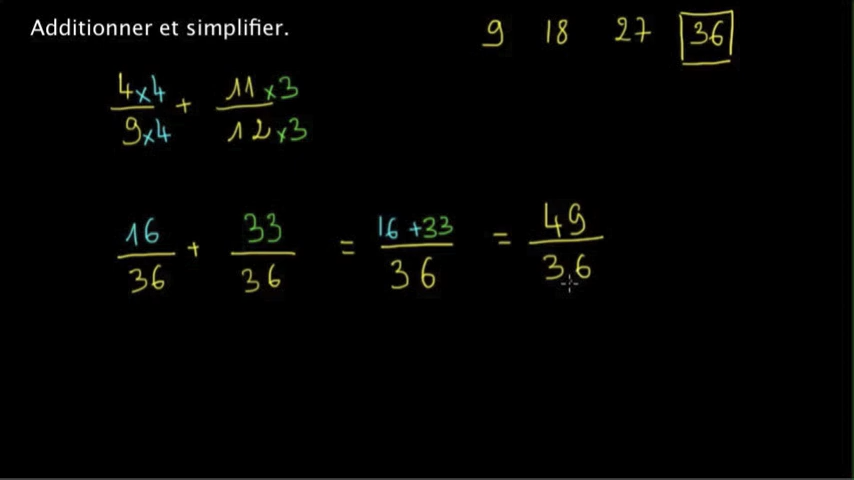 Additionner et simplifier.
9 18 27 36
4x4 + 11x3
9x4 12x3
16 + 33 = 16 + 33 = 49
36 36 36 36